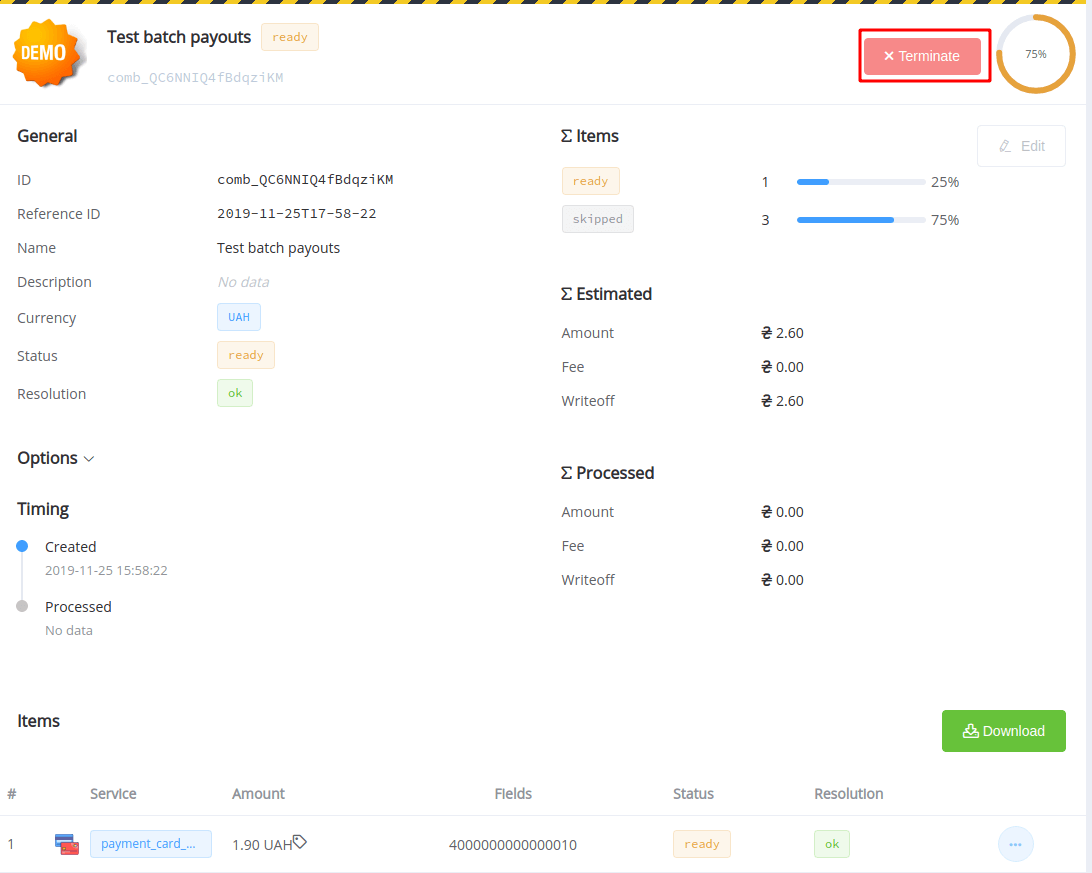 DEMO
Test batch payouts ready
comb_QC6NNIQ4fBdqziKM
Terminate
75%
General
ID comb_QC6NNIQ4fBdqziKM
Reference ID 2019-11-25T17-58-22
Name Test batch payouts
Description No data
Currency UAH
Status ready
Resolution ok
Options
Timing
Created
2019-11-25 15:58:22
Processed
No data
Σ Items
Edit
ready 1 25%
skipped 3 75%
Σ Estimated
Amount ₴ 2.60
Fee ₴ 0.00
Writeoff ₴ 2.60
Σ Processed
Amount ₴ 0.00
Fee ₴ 0.00
Writeoff ₴ 0.00
Items
Download
# Service Amount Fields Status Resolution
1 payment_card_... 1.90 UAH 4000000000000010 ready ok